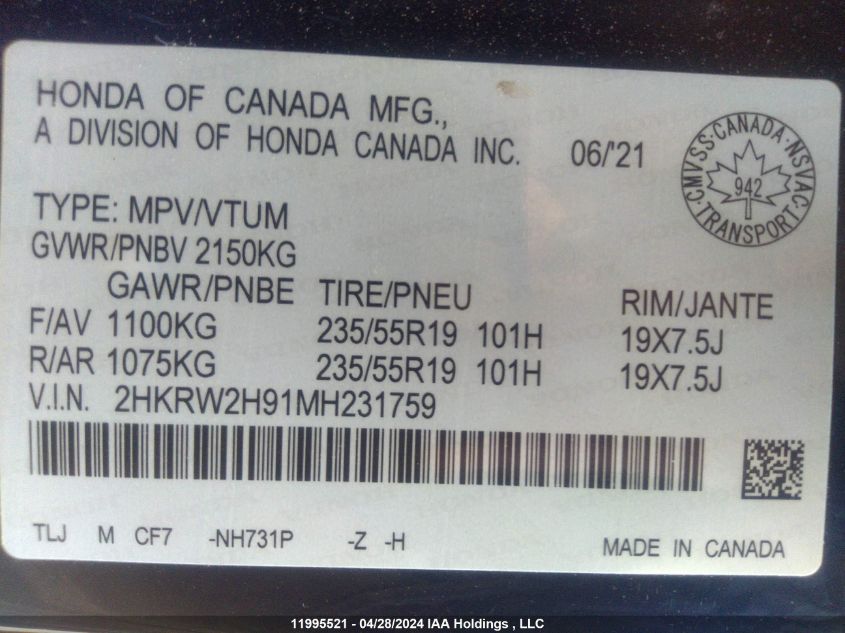 HONDA OF CANADA MFG.,
A DIVISION OF HONDA CANADA INC. 06/'21
CMVSS·CANADA·NSVAC·TRANSPORT·
942
TYPE: MPV/VTUM
GVWR/PNBV 2150KG
GAWR/PNBE TIRE/PNEU RIM/JANTE
F/AV 1100KG 235/55R19 101H 19X7.5J
R/AR 1075KG 235/55R19 101H 19X7.5J
V.I.N. 2HKRW2H91MH231759
TLJ M CF7 -NH731P -Z -H MADE IN CANADA
11995521 - 04/28/2024 IAA Holdings , LLC